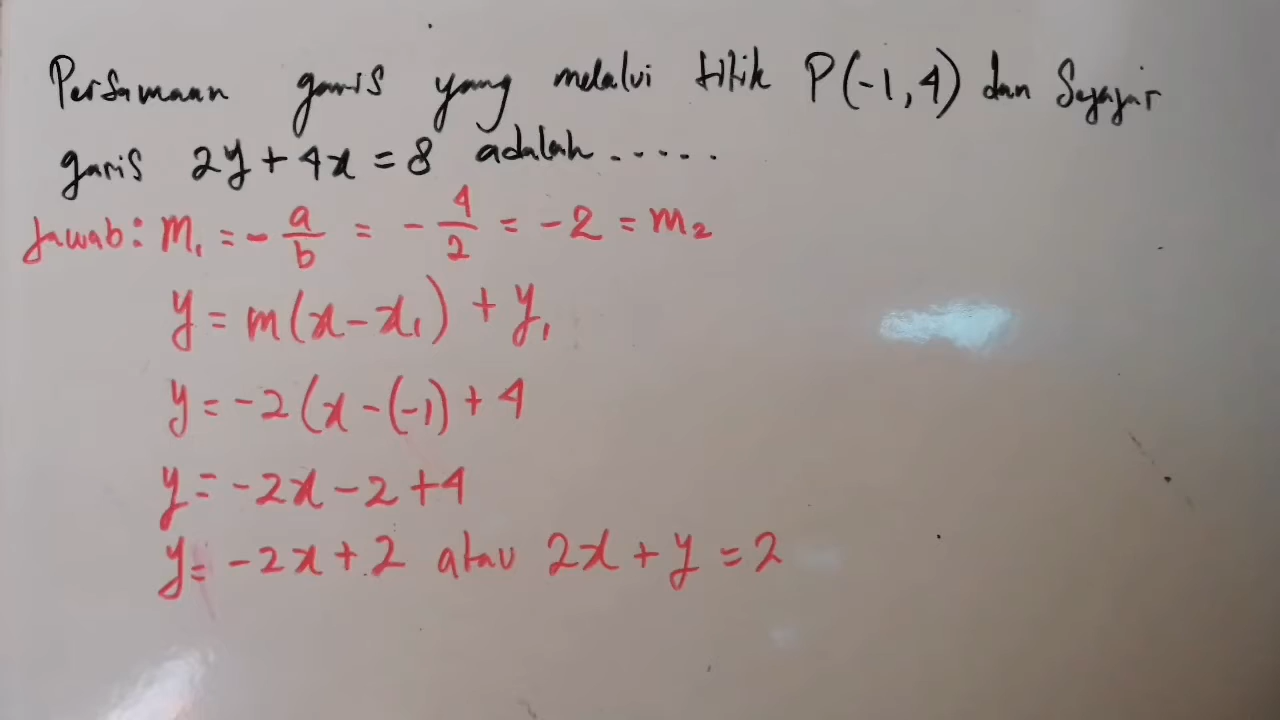 Persamaan garis yang melalui titik P(-1,4) dan Sejajar
garis 2y+4x=8 adalah.....
Jawab: m₁ = -a/b = -4/2 = -2 = m₂
y = m(x-x₁) + y₁
y = -2(x-(-1)+4
y = -2x-2+4
y = -2x+2 atau 2x+y=2